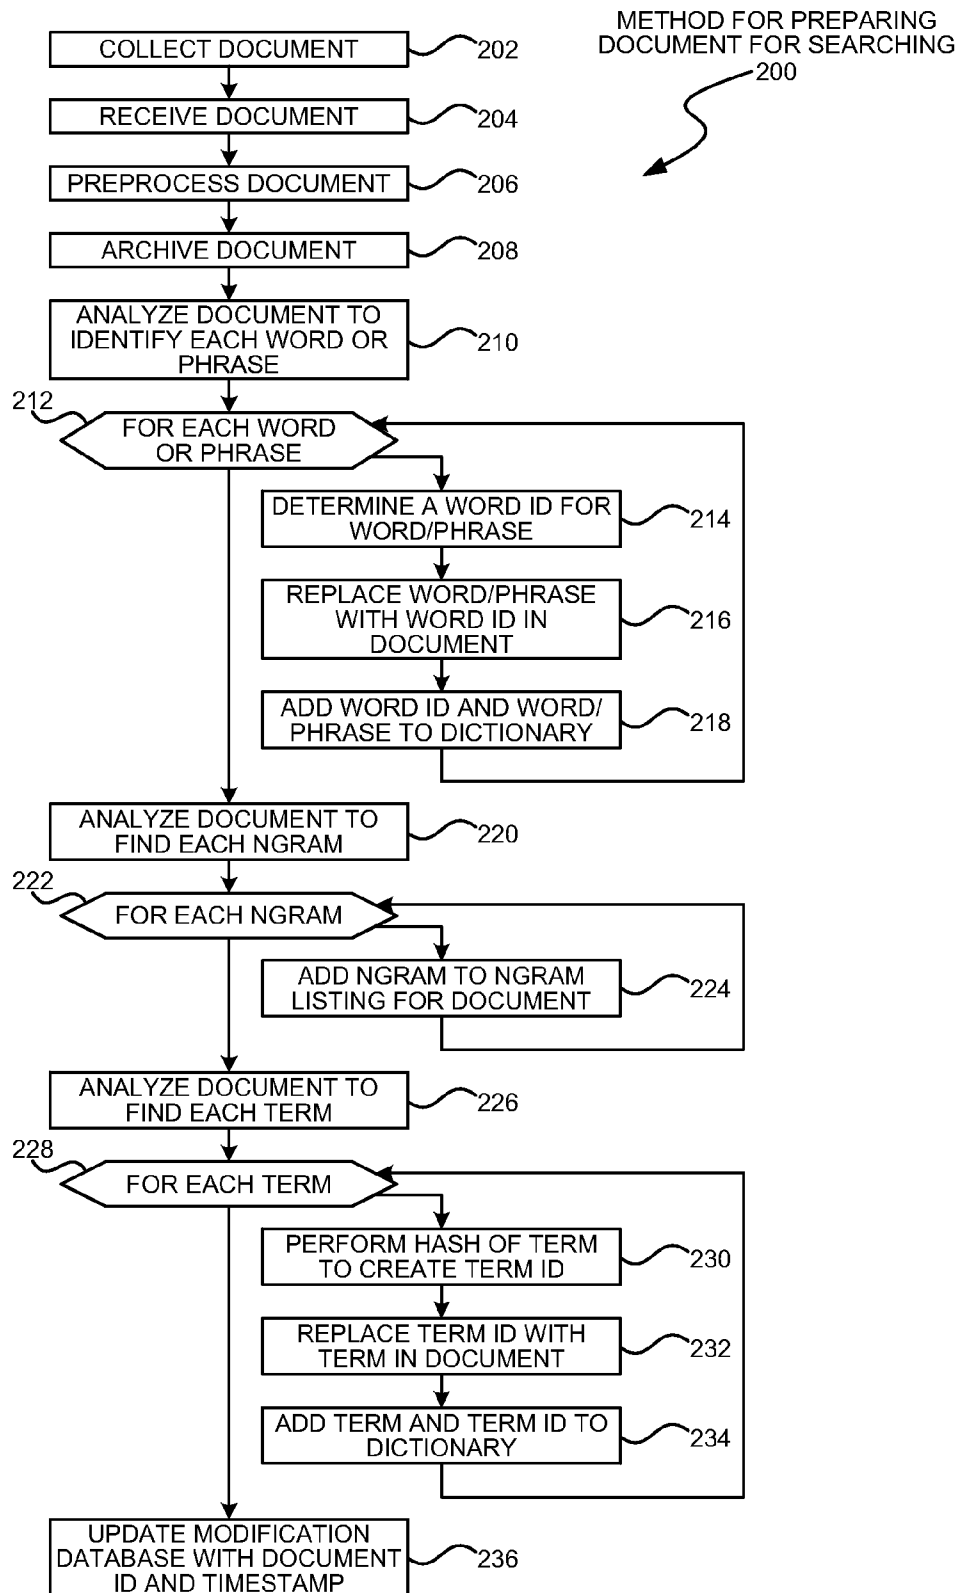 METHOD FOR PREPARING
DOCUMENT FOR SEARCHING
200
COLLECT DOCUMENT
202
RECEIVE DOCUMENT
204
PREPROCESS DOCUMENT
206
ARCHIVE DOCUMENT
208
ANALYZE DOCUMENT TO
IDENTIFY EACH WORD OR
PHRASE
210
212
FOR EACH WORD
OR PHRASE
DETERMINE A WORD ID FOR
WORD/PHRASE
214
REPLACE WORD/PHRASE
WITH WORD ID IN
DOCUMENT
216
ADD WORD ID AND WORD/
PHRASE TO DICTIONARY
218
ANALYZE DOCUMENT TO
FIND EACH NGRAM
220
222
FOR EACH NGRAM
ADD NGRAM TO NGRAM
LISTING FOR DOCUMENT
224
ANALYZE DOCUMENT TO
FIND EACH TERM
226
228
FOR EACH TERM
PERFORM HASH OF TERM
TO CREATE TERM ID
230
REPLACE TERM ID WITH
TERM IN DOCUMENT
232
ADD TERM AND TERM ID TO
DICTIONARY
234
UPDATE MODIFICATION
DATABASE WITH DOCUMENT
ID AND TIMESTAMP
236